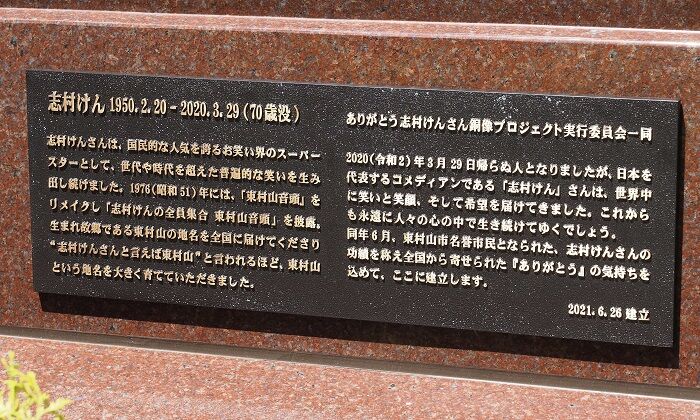 志村けん 1950.2.20-2020.3.29(70歳没)
志村けんさんは、国民的な人気を誇るお笑い界のスーパー
スターとして、世代や時代を超えた普遍的な笑いを生み
出し続けました。1976(昭和51)年には、「東村山音頭」を
リメイクし「志村けんの全員集合 東村山音頭」を披露。
生まれ故郷である東村山の地名を全国に届けてくださり
“志村けんさんと言えば東村山”と言われるほど、東村山
という地名を大きく育てていただきました。
ありがとう志村けんさん銅像プロジェクト実行委員会一同
2020(令和2)年3月29日帰らぬ人となりましたが、日本を
代表するコメディアンである「志村けん」さんは、世界中
に笑いと笑顔、そして希望を届けてきました。これから
も永遠に人々の心の中で生き続けてゆくでしょう。
同年6月、東村山市名誉市民となられた、志村けんさんの
功績を称え全国から寄せられた『ありがとう』の気持ちを
込めて、ここに建立します。
2021.6.26 建立